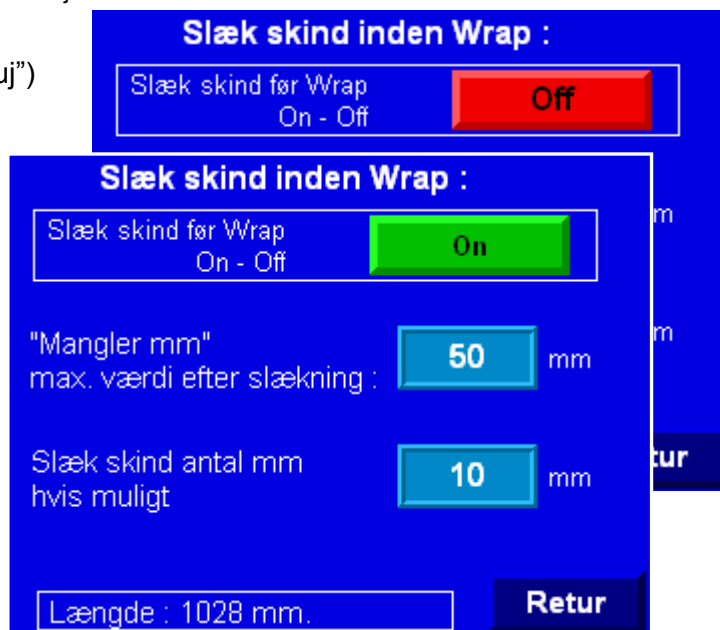 uj”)
Slæk skind inden Wrap :
Slæk skind før Wrap
On - Off
Off
m
m
tur
Slæk skind inden Wrap :
Slæk skind før Wrap
On - Off
On
"Mangler mm"
max. værdi efter slækning :
50 mm
Slæk skind antal mm
hvis muligt
10 mm
Længde : 1028 mm.
Retur